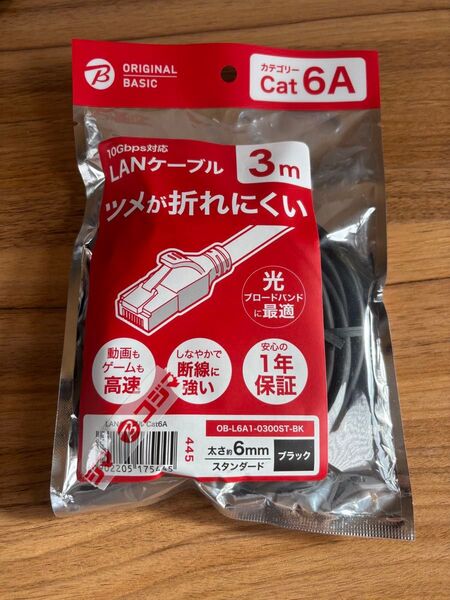 B ORIGINAL
BASIC
カテゴリー
Cat 6A
10Gbps対応
LANケーブル
3m
ツメが折れにくい
光
ブロードバンド
に最適
動画も
ゲームも
高速
しなやかで
断線に
強い
安心の
1年
保証
コジマ
Cat6A
445
OB-L6A1-0300ST-BK
太さ約6mm
スタンダード
ブラック